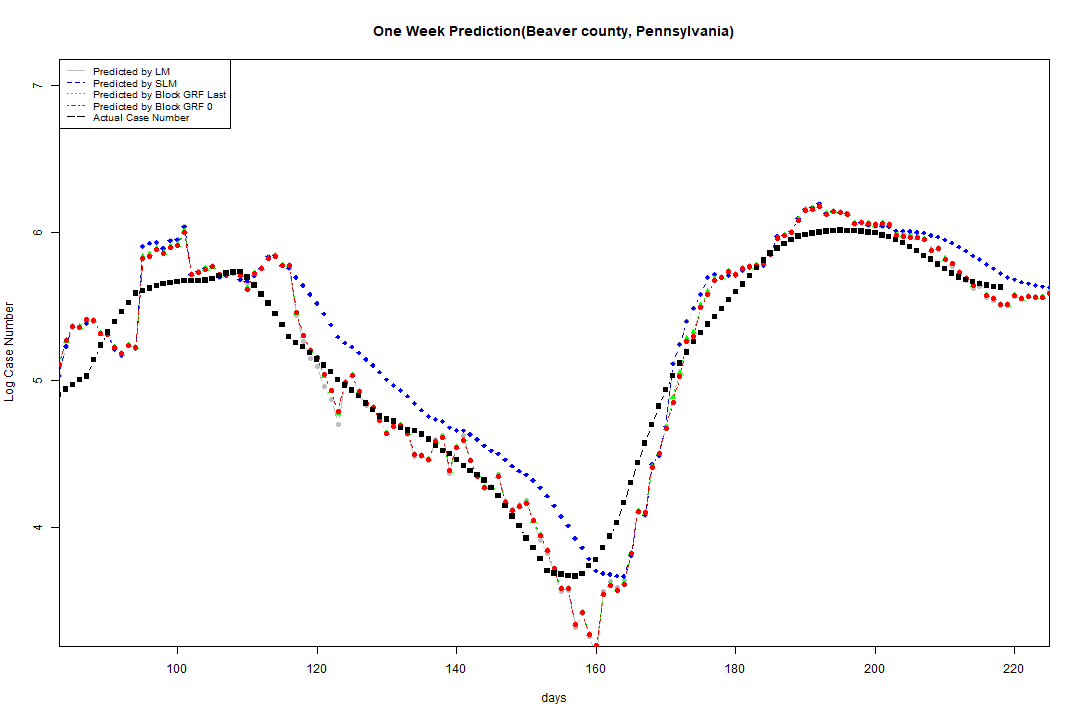 One Week Prediction(Beaver county, Pennsylvania)
Predicted by LM
Predicted by SLM
Predicted by Block GRF Last
Predicted by Block GRF 0
Actual Case Number
7
6
5
4
Log Case Number
100 120 140 160 180 200 220
days